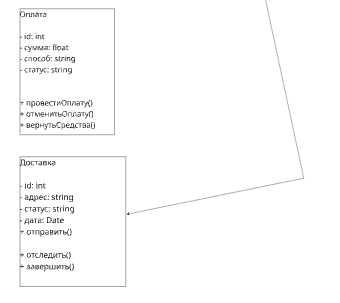 Оплата
- id: int
- сумма: float
- способ: string
- статус: string
+ провестиОплату()
+ отменитьОплату()
+ вернутьСредства()
Доставка
- id: int
- адрес: string
- статус: string
- дата: Date
+ отправить()
+ отследить()
+ завершить()